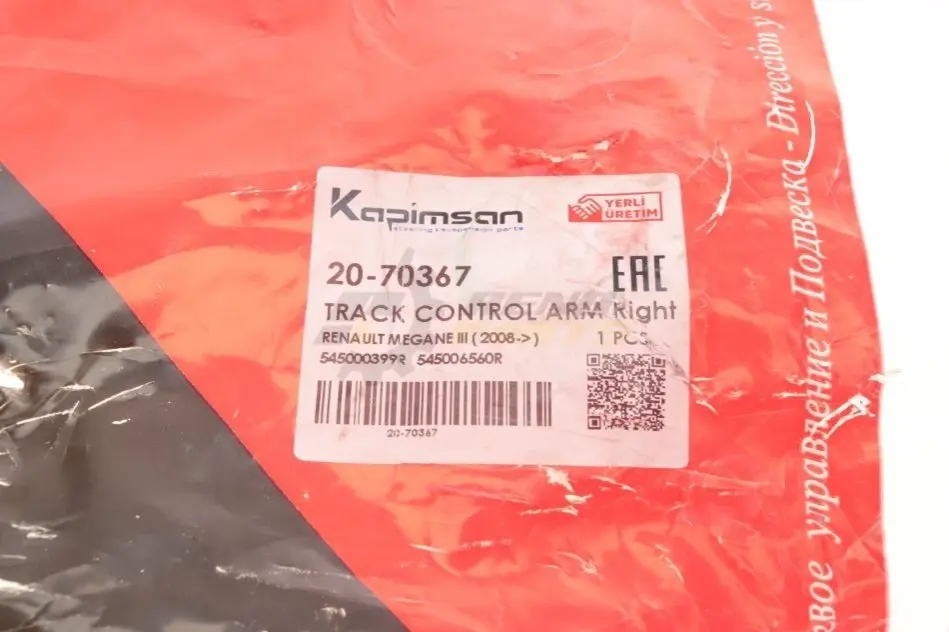 Kapimsan
steering & suspension parts
YERLİ
ÜRETİM
20-70367
EAC
TRACK CONTROL ARM Right
RENAULT MEGANE III ( 2008-> )
1 PCS
545000399R 545006560R
20-70367
управление и Подвеска - Dirección y